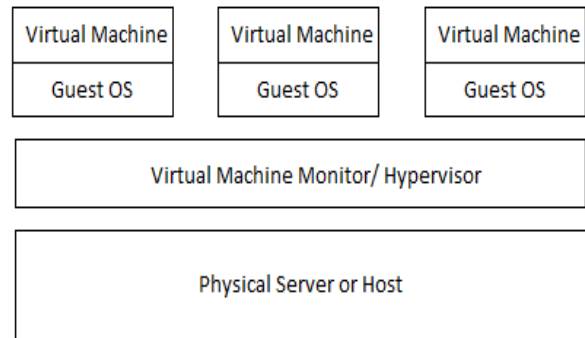 Virtual Machine Virtual Machine Virtual Machine
Guest OS Guest OS Guest OS
Virtual Machine Monitor/ Hypervisor
Physical Server or Host